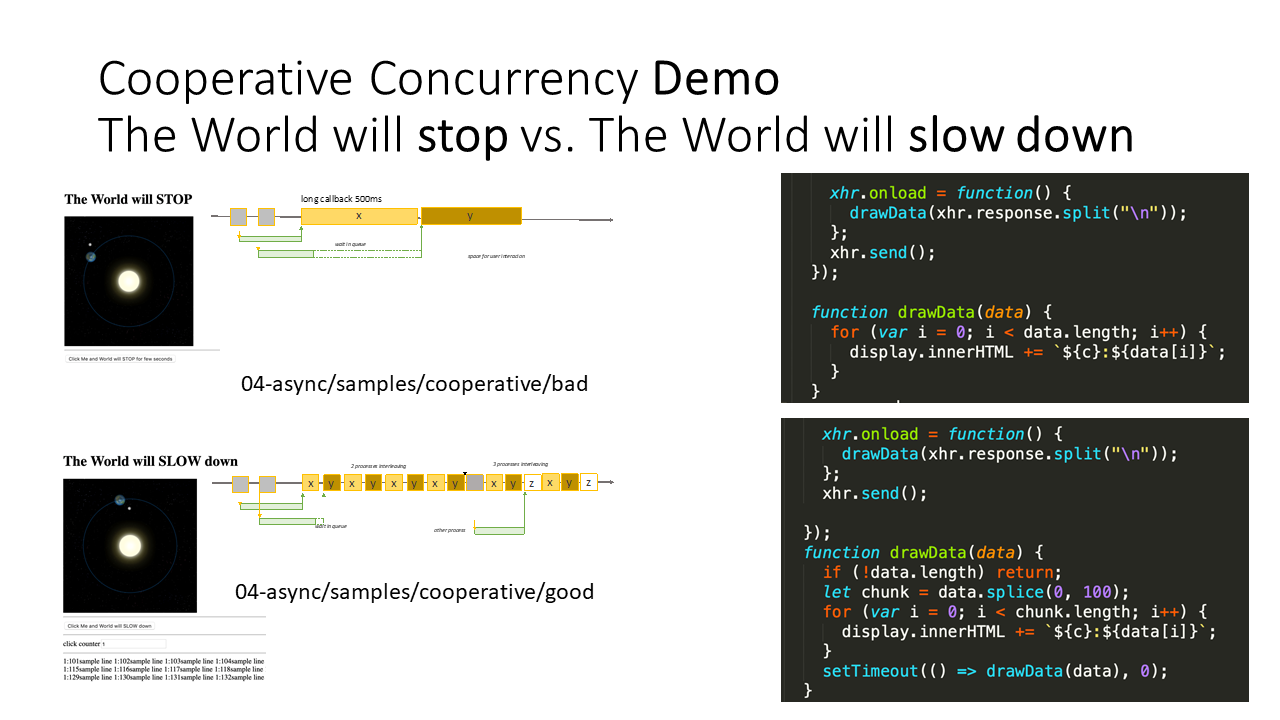 Cooperative Concurrency Demo
The World will stop vs. The World will slow down
The World will STOP
long callback 500ms
x
y
wait in queue
space for user interaction
Click Me and World will STOP for few seconds
04-async/samples/cooperative/bad
xhr.onload = function() {
drawData(xhr.response.split("\n"));
};
xhr.send();
});
function drawData(data) {
for (var i = 0; i < data.length; i++) {
display.innerHTML += `${c}:${data[i]}`;
}
}
The World will SLOW down
2 processes interleaving
3 processes interleaving
x y x y x y x y x y z x y z
wait in queue
other process
04-async/samples/cooperative/good
Click Me and World will SLOW down
click counter 1
1:101sample line 1:102sample line 1:103sample line 1:104sample line
1:115sample line 1:116sample line 1:117sample line 1:118sample line
1:129sample line 1:130sample line 1:131sample line 1:132sample line
xhr.onload = function() {
drawData(xhr.response.split("\n"));
};
xhr.send();
});
function drawData(data) {
if (!data.length) return;
let chunk = data.splice(0, 100);
for (var i = 0; i < chunk.length; i++) {
display.innerHTML += `${c}:${data[i]}`;
}
setTimeout(() => drawData(data), 0);
}